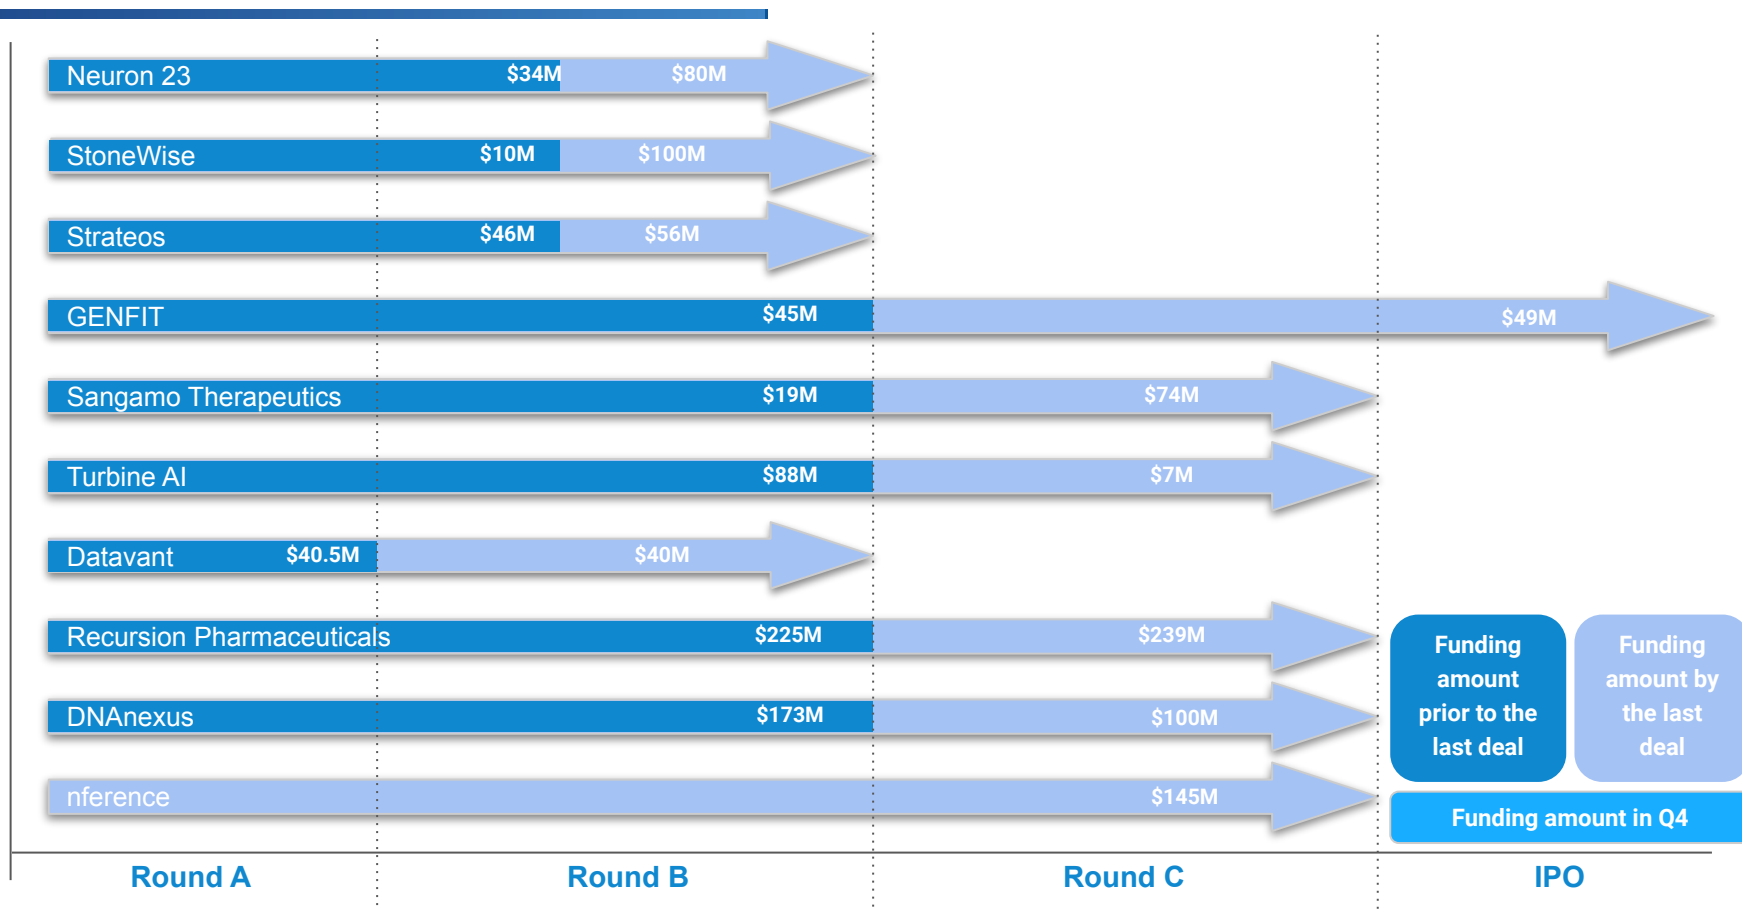 Neuron 23 $34M $80M
StoneWise $10M $100M
Strateos $46M $56M
GENFIT $45M $49M
Sangamo Therapeutics $19M $74M
Turbine AI $88M $7M
Datavant $40.5M $40M
Recursion Pharmaceuticals $225M $239M
DNAnexus $173M $100M
nference $145M
Funding
amount
prior to the
last deal
Funding
amount by
the last
deal
Funding amount in Q4
Round A Round B Round C IPO